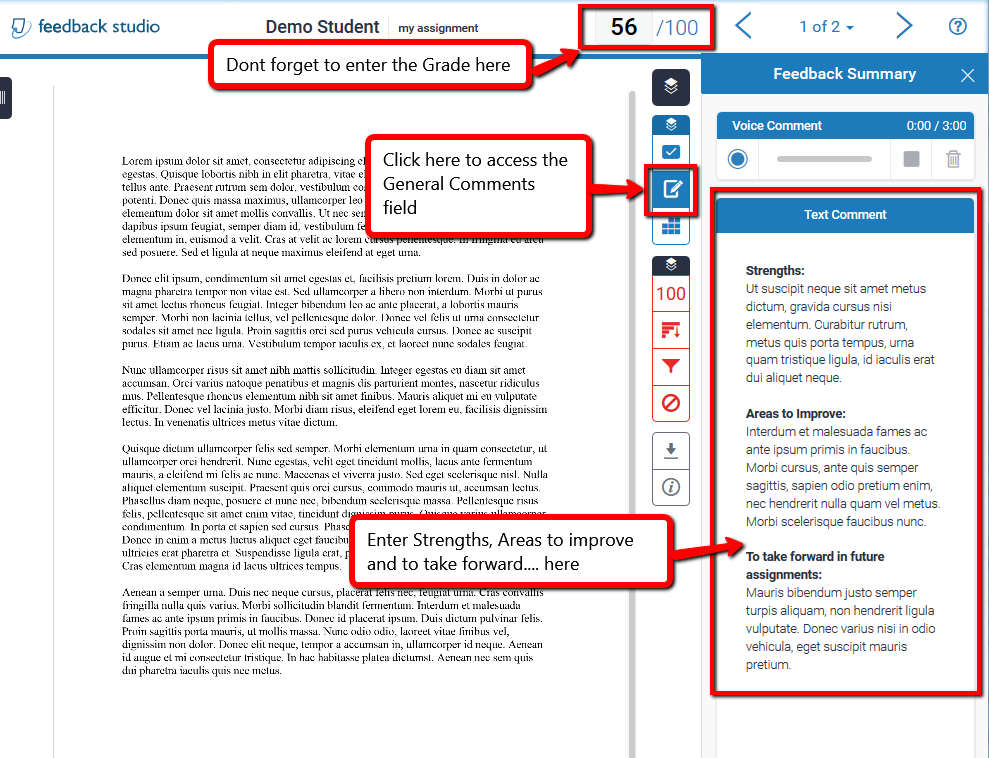 feedback studio
Demo Student
my assignment
56 /100
1 of 2
Dont forget to enter the Grade here
Feedback Summary
Voice Comment 0:00 / 3:00
Click here to access the
General Comments
field
Lorem ipsum dolor sit amet, consectetur adipiscing
egestas. Quisque lobortis nibh in elit pharetra, vitae
tellus ante. Praesent rutrum sem dolor, vestibulum
potenti. Donec quis massa maximus, ullamcorper leo
elementum dolor sit amet mollis convallis. Ut nec
dapibus ipsum feugiat, semper diam id, vestibulum
elementum in, euismod a velit. Cras at velit ac lorem cursus pellentesque. In fringilla eu arcu
sed posuere. Sed et ligula at neque maximus eleifend at eget urna.
Donec elit ipsum, condimentum sit amet egestas et, facilisis pretium lorem. Duis in dolor ac
magna pharetra bibendum non vitae est. Sed ullamcorper a libero non interdum. Morbi ut purus
sit amet lectus rhoncus feugiat. Integer bibendum leo ac ante placerat, a lobortis mauris
semper. Morbi non lacinia tellus, vel pellentesque dolor. Donec vel felis ut urna consectetur
sodales sit amet nec ligula. Proin sagittis orci sed purus vehicula cursus. Donec ac suscipit
purus. Etiam ac lacus urna. Vestibulum tempor iaculis ex, et laoreet nunc sodales feugiat.
Nunc ullamcorper risus sit amet nibh mattis sollicitudin. Integer egestas eu diam sit amet
accumsan. Orci varius natoque penatibus et magnis dis parturient montes, nascetur ridiculus
mus. Pellentesque rhoncus elementum nibh sit amet finibus. Mauris aliquet mi eu vulputate
efficitur. Donec vel lacinia justo. Morbi diam risus, eleifend eget lorem eu, facilisis dignissim
lectus. In venenatis ultrices metus vitae dictum.
Quisque dictum ullamcorper felis sed semper. Morbi elementum urna in quam consectetur, ut
ullamcorper orci hendrerit. Nunc egestas, velit eget tincidunt mollis, lacus ante fermentum
mauris, a eleifend mi felis ac nunc. Maecenas et viverra justo. Sed eget scelerisque nisl. Nulla
aliquet elementum suscipit. Praesent quis orci cursus, commodo mauris ut, accumsan lectus.
Phasellus diam neque, posuere et nunc nec, bibendum scelerisque massa. Pellentesque risus
felis, pellentesque sit amet enim vitae, tincidunt dignissim purus. Quisque varius ullamcorper
condimentum. In porta et sapien sed cursus.
Donec in enim a metus luctus aliquet eget
ultricies erat pharetra et. Suspendisse ligula erat,
Cras elementum magna id lacus ultrices tempus.
Aenean a semper urna. Duis nec neque cursus, placerat felis nec, feugiat urna. Cras convallis
fringilla nulla quis varius. Morbi sollicitudin blandit fermentum. Interdum et malesuada
fames ac ante ipsum primis in faucibus. Donec id placerat ipsum. Duis dictum pulvinar felis.
Proin sagittis porta mauris, ut mollis massa. Nunc odio odio, laoreet vitae finibus vel,
dignissim non dolor. Donec elit neque, tempor a accumsan in, ullamcorper id neque. Aenean
id augue et mi consectetur tristique. In hac habitasse platea dictumst. Aenean nec sem quis
dui pharetra iaculis quis nec metus.
100
Enter Strengths, Areas to improve
and to take forward.... here
Text Comment
Strengths:
Ut suscipit neque sit amet metus
dictum, gravida cursus nisi
elementum. Curabitur rutrum,
metus quis porta tempus, urna
quam tristique ligula, id iaculis erat
dui aliquet neque.
Areas to Improve:
Interdum et malesuada fames ac
ante ipsum primis in faucibus.
Morbi cursus, ante quis semper
sagittis, sapien odio pretium enim,
nec hendrerit nulla quam vel metus.
Morbi scelerisque faucibus nunc.
To take forward in future
assignments:
Mauris bibendum justo semper
turpis aliquam, non hendrerit ligula
vulputate. Donec varius nisi in odio
vehicula, eget suscipit mauris
pretium.